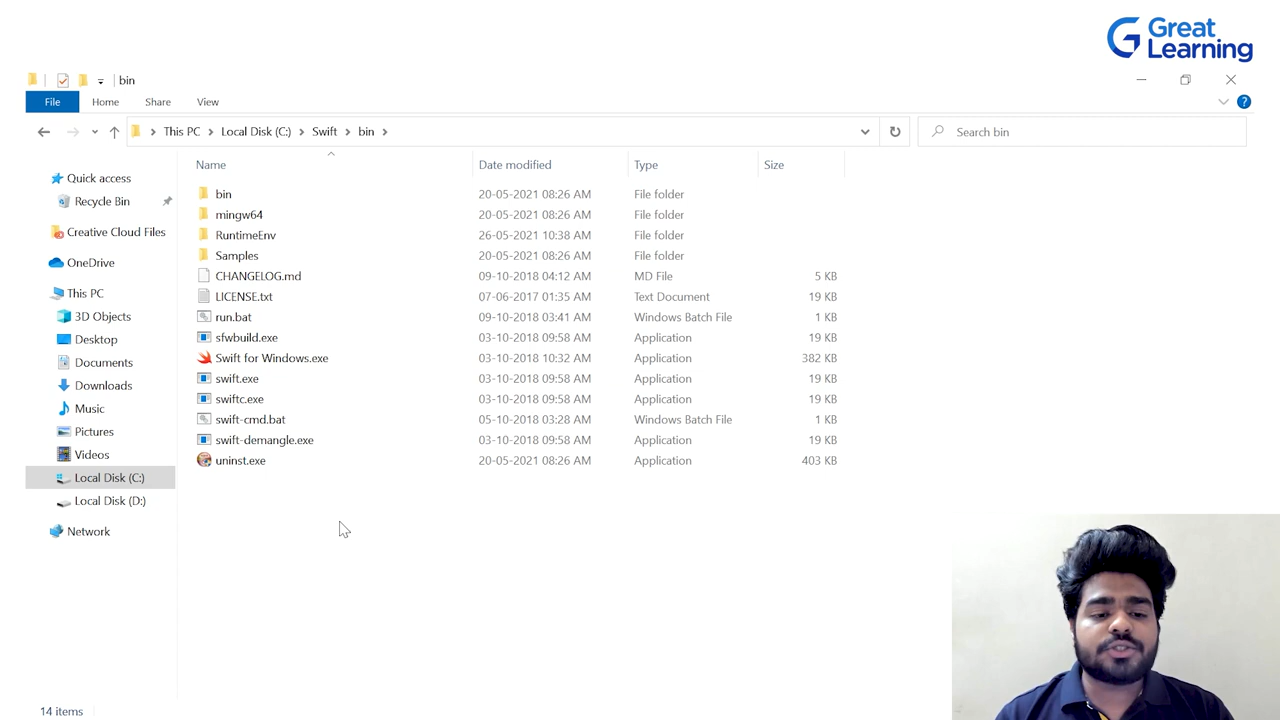 Great
Learning
bin
File Home Share View
This PC Local Disk (C:) Swift bin
Search bin
Name Date modified Type Size
Quick access
Recycle Bin
Creative Cloud Files
OneDrive
This PC
3D Objects
Desktop
Documents
Downloads
Music
Pictures
Videos
Local Disk (C:)
Local Disk (D:)
Network
bin 20-05-2021 08:26 AM File folder
mingw64 20-05-2021 08:26 AM File folder
RuntimeEnv 26-05-2021 10:38 AM File folder
Samples 20-05-2021 08:26 AM File folder
CHANGELOG.md 09-10-2018 04:12 AM MD File 5 KB
LICENSE.txt 07-06-2017 01:35 AM Text Document 19 KB
run.bat 09-10-2018 03:41 AM Windows Batch File 1 KB
sfwbuild.exe 03-10-2018 09:58 AM Application 19 KB
Swift for Windows.exe 03-10-2018 10:32 AM Application 382 KB
swift.exe 03-10-2018 09:58 AM Application 19 KB
swiftc.exe 03-10-2018 09:58 AM Application 19 KB
swift-cmd.bat 05-10-2018 03:28 AM Windows Batch File 1 KB
swift-demangle.exe 03-10-2018 09:58 AM Application 19 KB
uninst.exe 20-05-2021 08:26 AM Application 403 KB
14 items